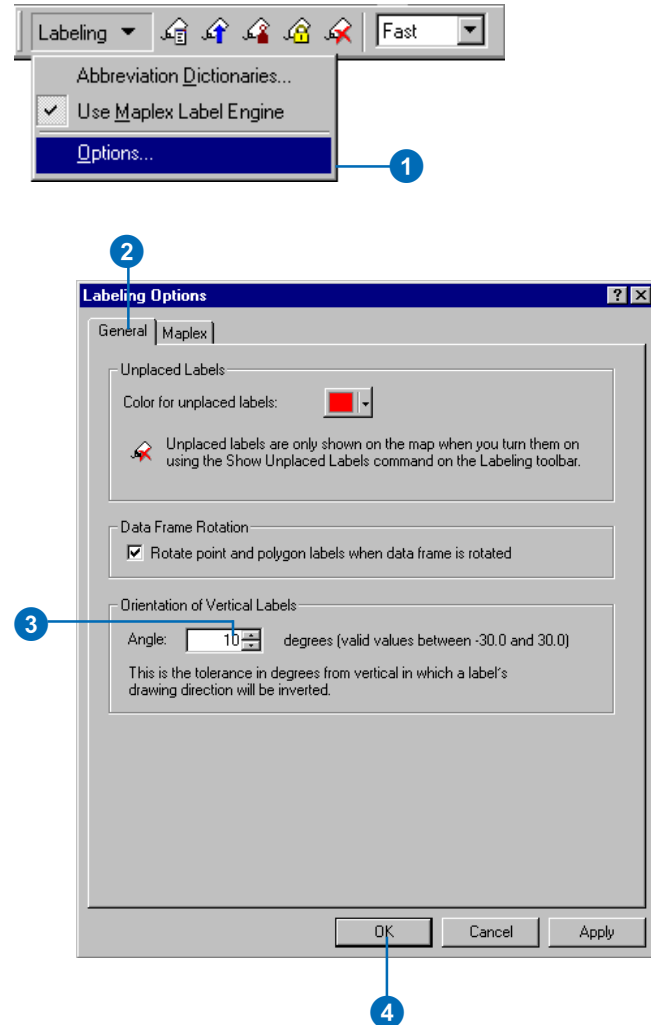 Labeling Fast
Abbreviation Dictionaries...
Use Maplex Label Engine
Options...
1
2
Labeling Options
General Maplex
Unplaced Labels
Color for unplaced labels:
Unplaced labels are only shown on the map when you turn them on
using the Show Unplaced Labels command on the Labeling toolbar.
Data Frame Rotation
Rotate point and polygon labels when data frame is rotated
Orientation of Vertical Labels
3
Angle: 10 degrees (valid values between -30.0 and 30.0)
This is the tolerance in degrees from vertical in which a label's
drawing direction will be inverted.
OK Cancel Apply
4